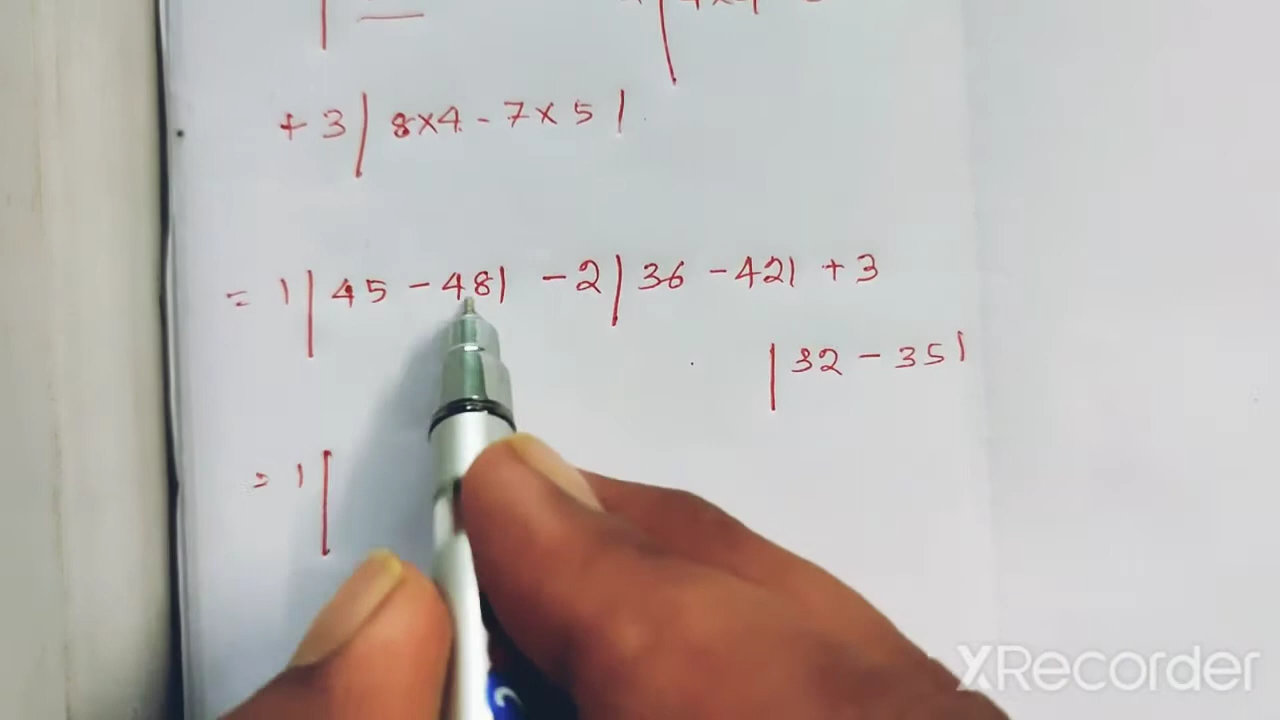 + 3 | 8×4 - 7×5 |
= 1 | 45 - 48 | - 2 | 36 - 42 | + 3
| 32 - 35 |
= 1 |
XRecorder